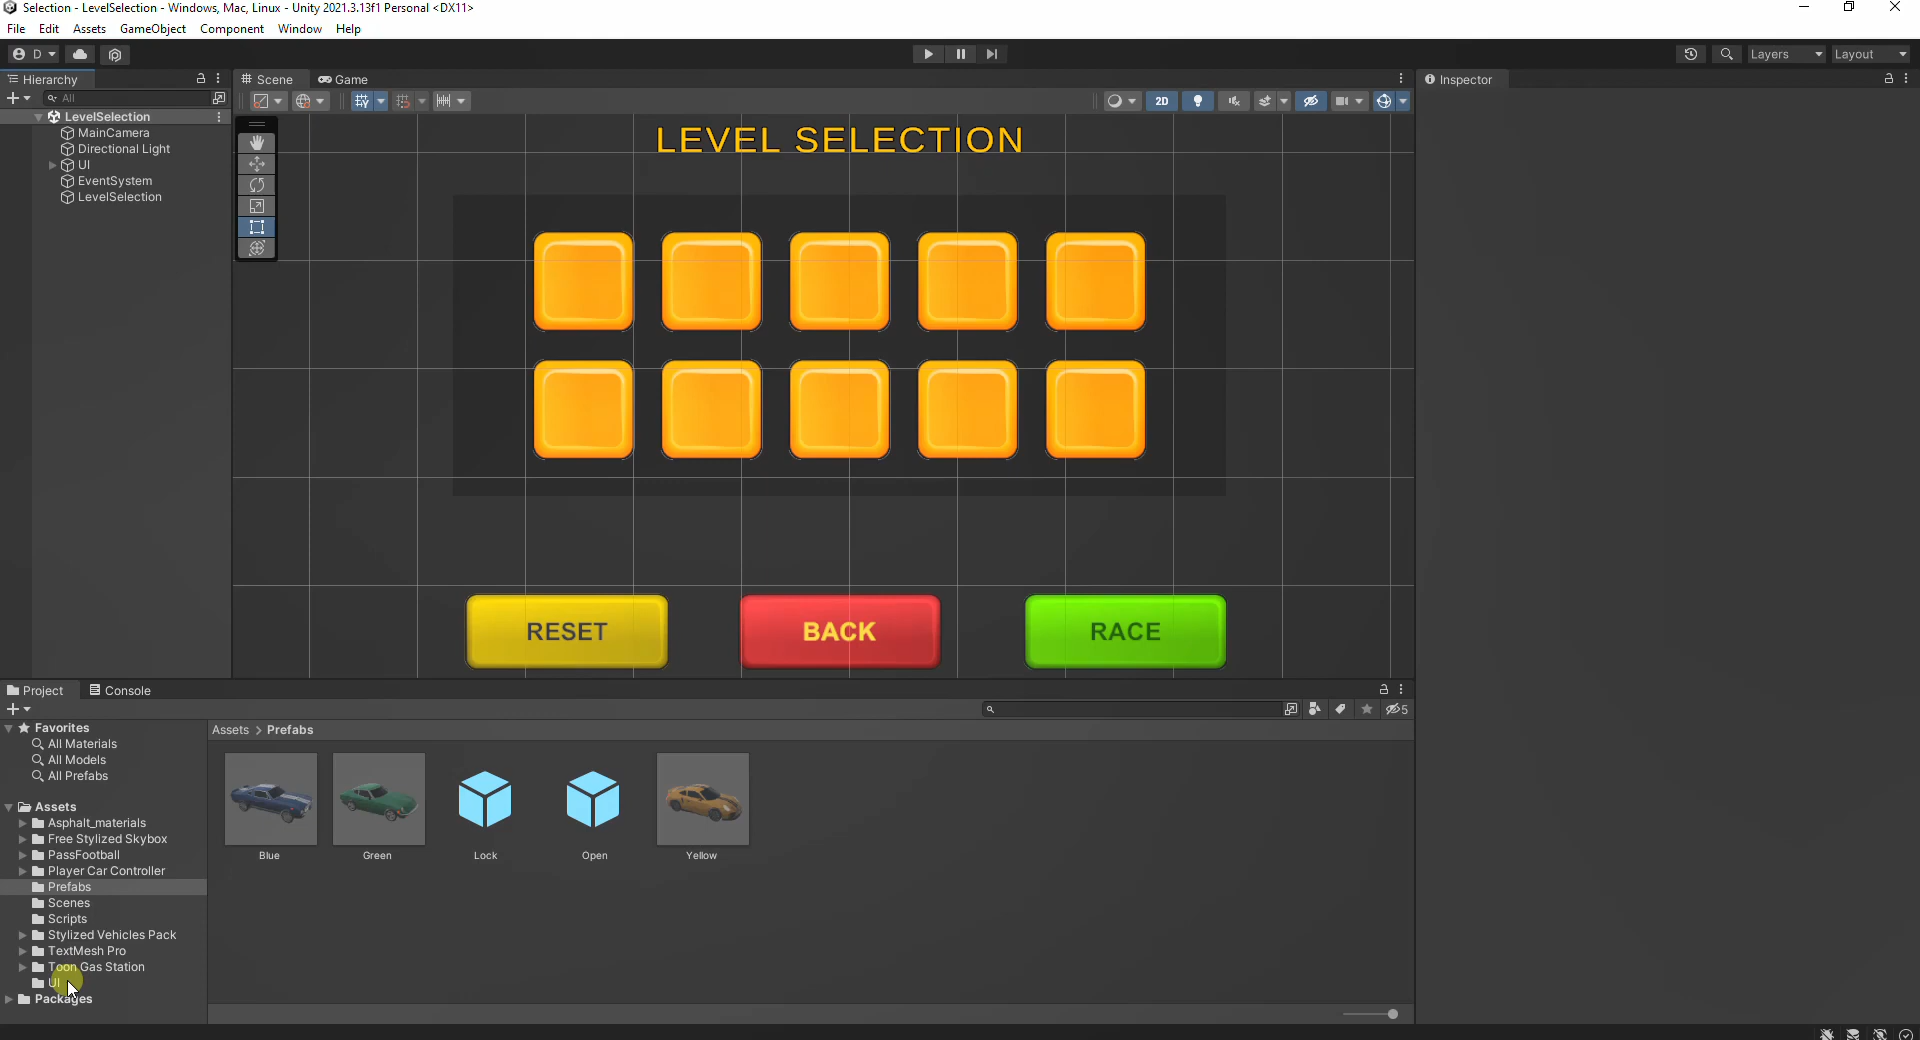 Selection - LevelSelection - Windows, Mac, Linux - Unity 2021.3.13f1 Personal <DX11>
File Edit Assets GameObject Component Window Help
D Layers Layout
Hierarchy Scene Game Inspector
All 2D
LevelSelection
MainCamera
Directional Light
UI
EventSystem
LevelSelection
LEVEL SELECTION
RESET BACK RACE
Project Console
5
Favorites
All Materials
All Models
All Prefabs
Assets
Asphalt_materials
Free Stylized Skybox
PassFootball
Player Car Controller
Prefabs
Scenes
Scripts
Stylized Vehicles Pack
TextMesh Pro
Toon Gas Station
UI
Packages
Assets > Prefabs
Blue Green Lock Open Yellow